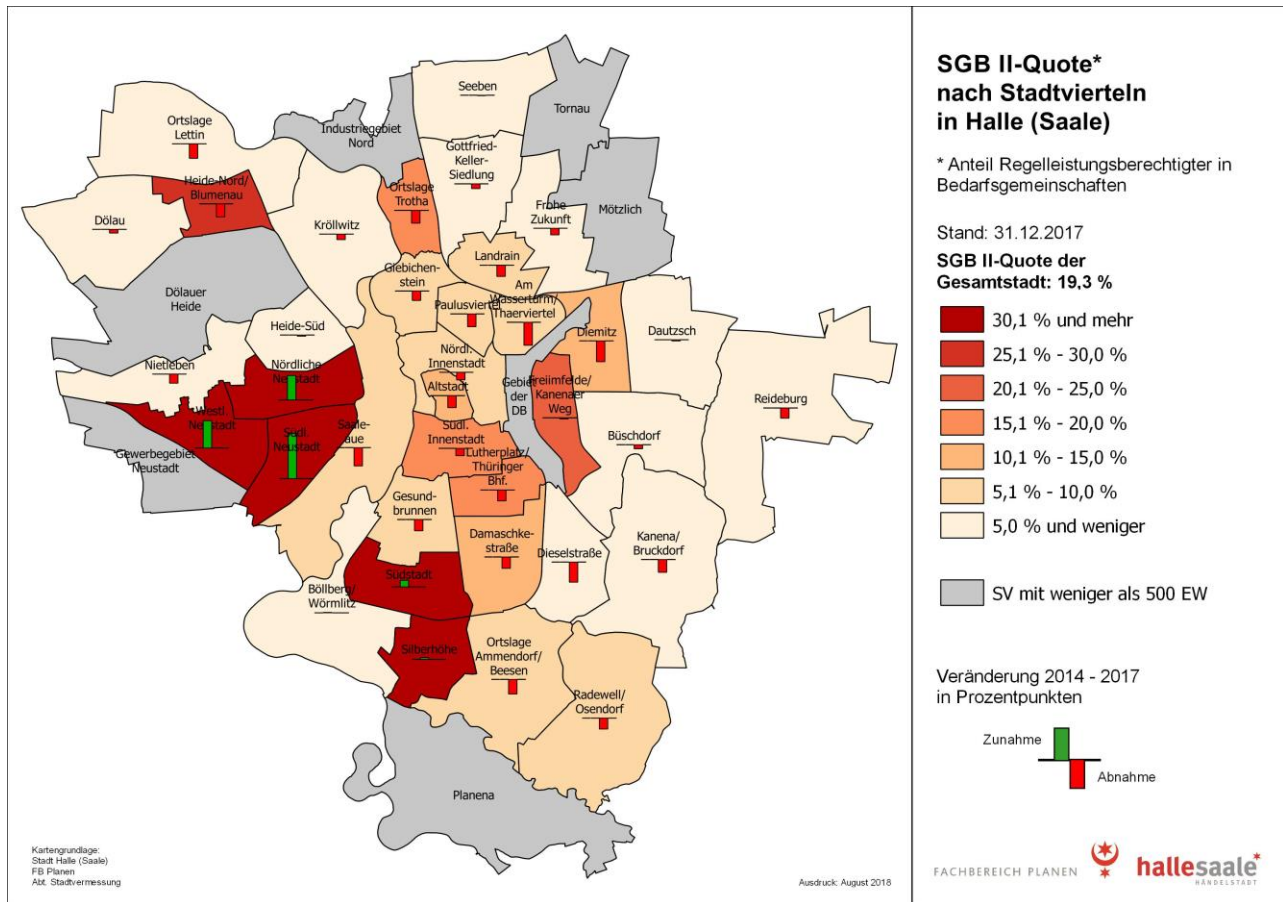 Seeben
Tornau
Ortslage
Lettin
Industriegebiet
Nord
Gottfried-
Keller-
Siedlung
Heide-Nord/
Blumenau
Ortslage
Trotha
Dölau
Kröllwitz
Frohe
Zukunft
Mötzlich
Landrain
Giebichen-
stein
Am
Wasserturm/
Thaerviertel
Paulusviertel
Dölauer
Heide
Heide-Süd
Diemitz
Dautzsch
Nietleben
Nördliche
Neustadt
Nördl.
Innenstadt
Altstadt
Gebiet
der
DB
Freiimfelde/
Kanenaer
Weg
Reideburg
Westl.
Neustadt
Südl.
Neustadt
Saale-
aue
Südl.
Innenstadt
Lutherplatz/
Thüringer
Bhf.
Büschdorf
Gewerbegebiet
Neustadt
Gesund-
brunnen
Damaschke-
straße
Dieselstraße
Kanena/
Bruckdorf
Südstadt
Böllberg/
Wörmlitz
Silberhöhe
Ortslage
Ammendorf/
Beesen
Radewell/
Osendorf
Planena
Kartengrundlage:
Stadt Halle (Saale)
FB Planen
Abt. Stadtvermessung
Ausdruck: August 2018
SGB II-Quote*
nach Stadtvierteln
in Halle (Saale)
* Anteil Regelleistungsberechtigter in
Bedarfsgemeinschaften
Stand: 31.12.2017
SGB II-Quote der
Gesamtstadt: 19,3 %
30,1 % und mehr
25,1 % - 30,0 %
20,1 % - 25,0 %
15,1 % - 20,0 %
10,1 % - 15,0 %
5,1 % - 10,0 %
5,0 % und weniger
SV mit weniger als 500 EW
Veränderung 2014 - 2017
in Prozentpunkten
Zunahme
Abnahme
FACHBEREICH PLANEN
hallesaale*
HÄNDELSTADT